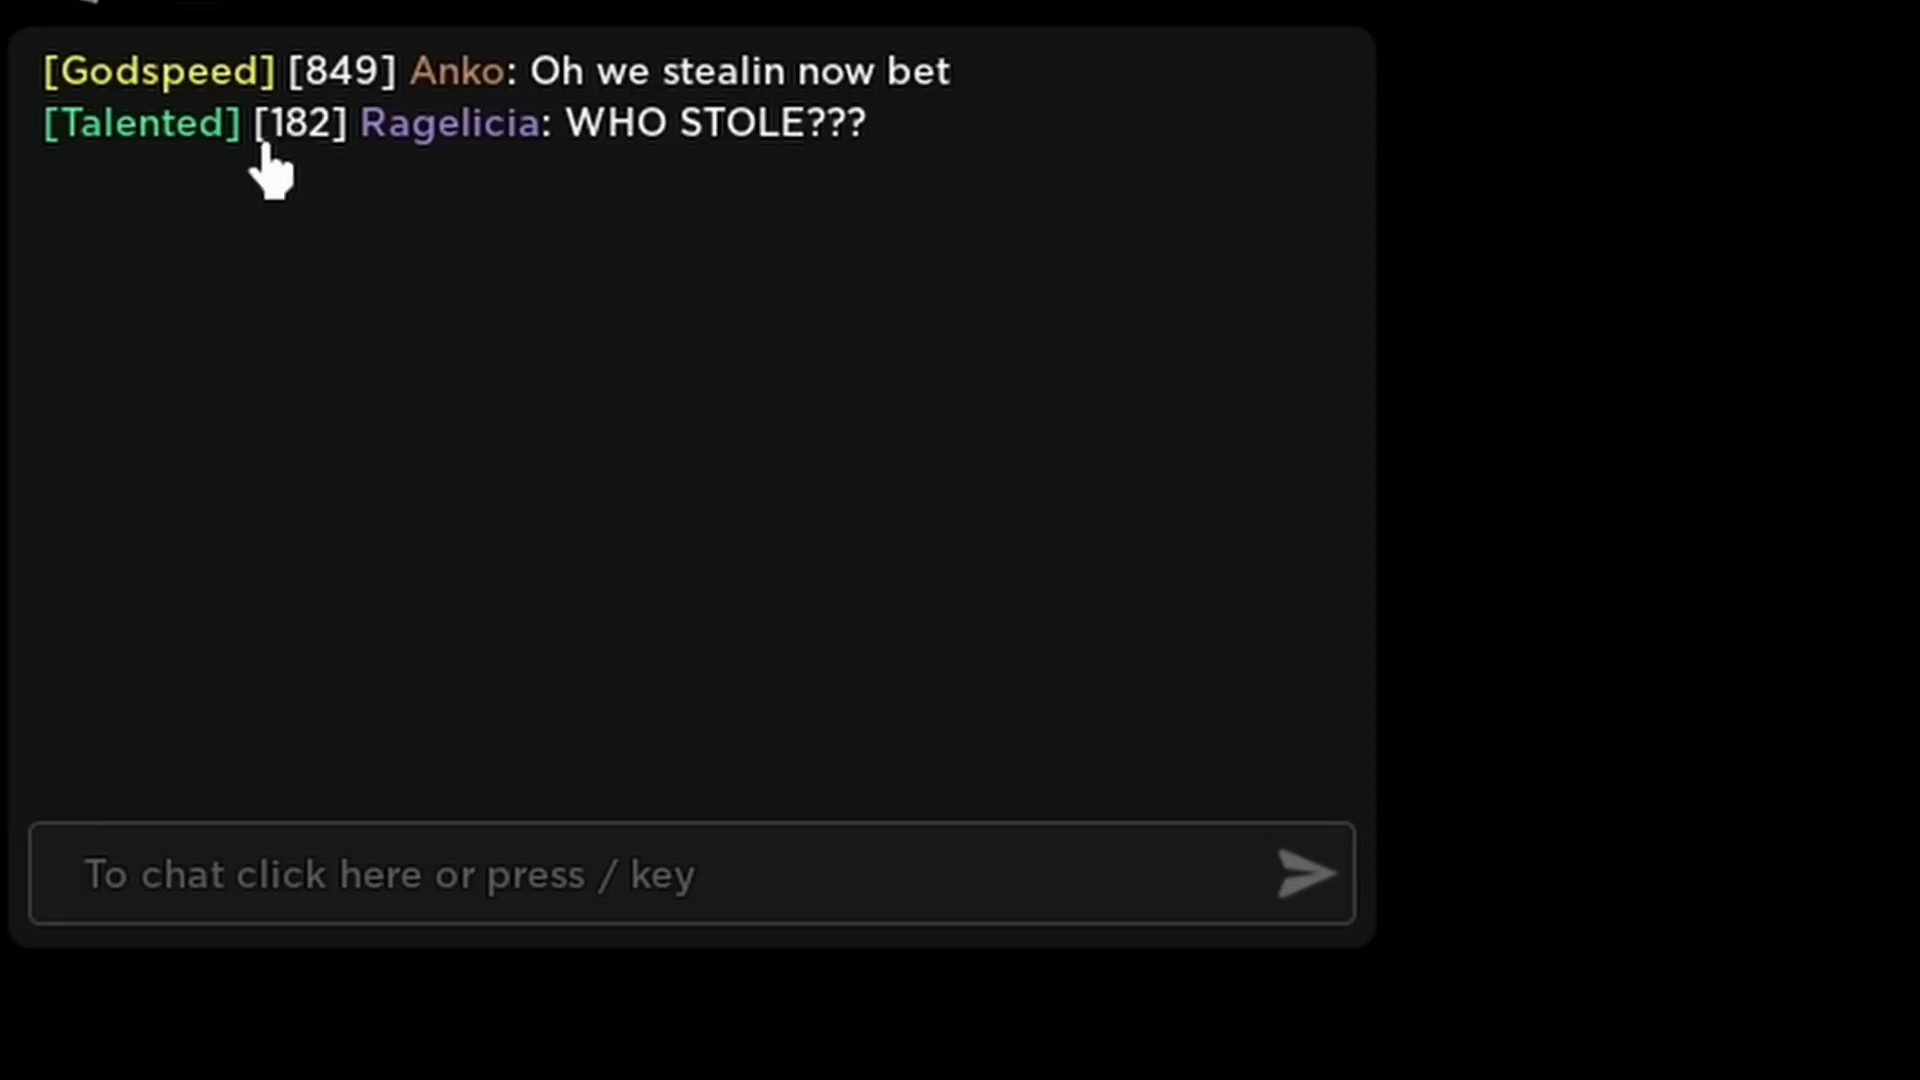 [Godspeed] [849] Anko: Oh we stealin now bet
[Talented] [182] Ragelicia: WHO STOLE???
To chat click here or press / key